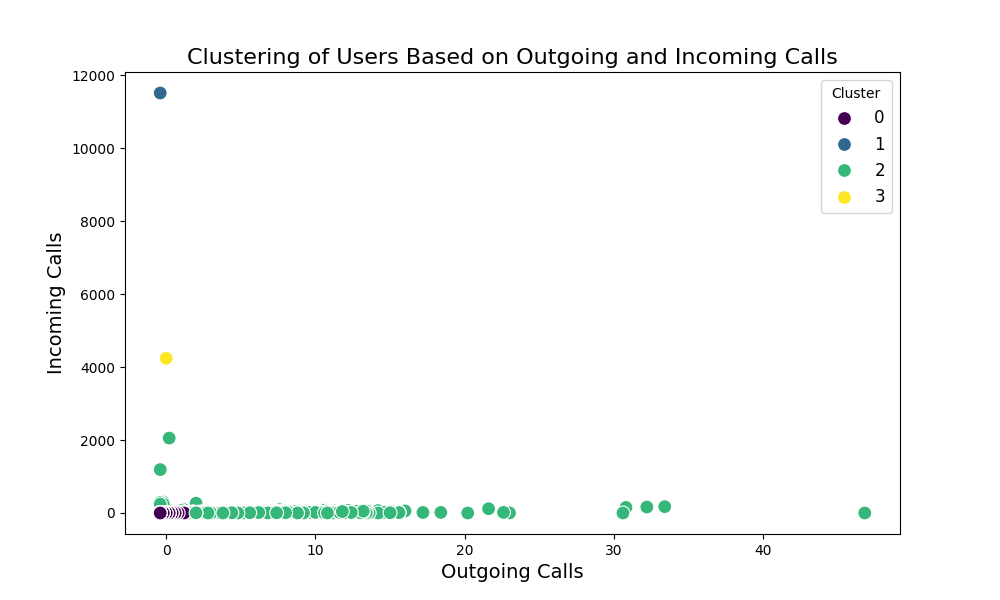 Clustering of Users Based on Outgoing and Incoming Calls
12000
10000
8000
6000
4000
2000
0
Incoming Calls
Cluster
0
1
2
3
0 10 20 30 40
Outgoing Calls